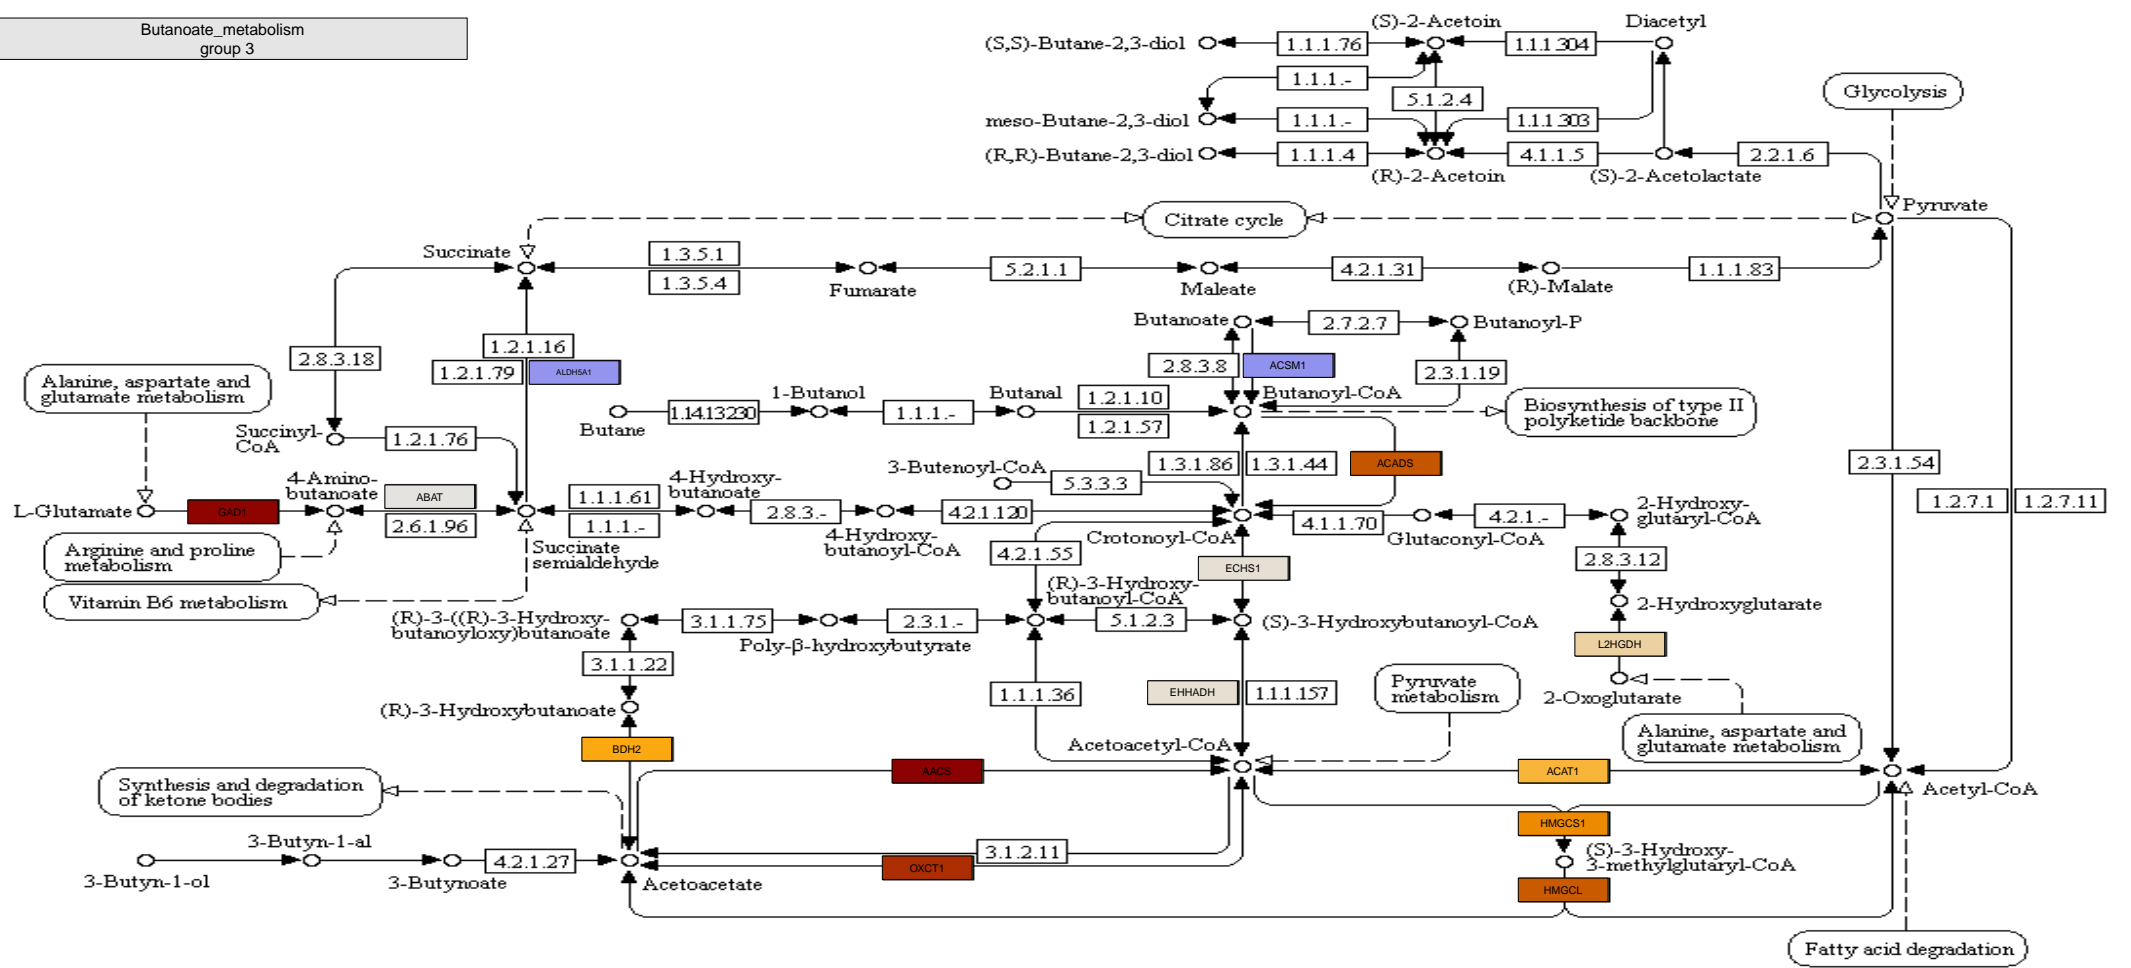 Butanoate_metabolism
group 3
(S)-2-Acetoin
Diacetyl
(S,S)-Butane-2,3-diol
1.1.1.76
1.1.1.304
1.1.1.-
5.1.2.4
Glycolysis
meso-Butane-2,3-diol
1.1.1.-
1.1.1.303
(R,R)-Butane-2,3-diol
1.1.1.4
4.1.1.5
2.2.1.6
(R)-2-Acetoin
(S)-2-Acetolactate
Citrate cycle
Pyruvate
Succinate
1.3.5.1
1.3.5.4
Fumarate
5.2.1.1
Maleate
4.2.1.31
(R)-Malate
1.1.1.83
Butanoate
2.7.2.7
Butanoyl-P
2.8.3.18
1.2.1.16
1.2.1.79
ALDH5A1
2.8.3.8
ACSM1
2.3.1.19
Alanine, aspartate and
glutamate metabolism
1-Butanol
Butanal
1.2.1.10
Butanoyl-CoA
Butane
1.14.13.230
1.1.1.-
1.2.1.57
Biosynthesis of type II
polyketide backbone
Succinyl-
CoA
1.2.1.76
3-Butenoyl-CoA
5.3.3.3
1.3.1.86
1.3.1.44
ACADS
2.3.1.54
4-Amino-
butanoate
4-Hydroxy-
butanoate
L-Glutamate
GAD1
ABAT
2.6.1.96
1.1.1.61
1.1.1.-
2.8.3.-
4.2.1.120
4-Hydroxy-
butanoyl-CoA
Crotonoyl-CoA
4.1.1.70
Glutaconyl-CoA
4.2.1.-
2-Hydroxy-
glutaryl-CoA
1.2.7.1
1.2.7.11
Arginine and proline
metabolism
Succinate
semialdehyde
4.2.1.55
ECHS1
2.8.3.12
Vitamin B6 metabolism
(R)-3-Hydroxy-
butanoyl-CoA
2-Hydroxyglutarate
(R)-3-((R)-3-Hydroxy-
butanoyloxy)butanoate
3.1.1.75
Poly-β-hydroxybutyrate
2.3.1.-
5.1.2.3
(S)-3-Hydroxybutanoyl-CoA
3.1.1.22
L2HGDH
2-Oxoglutarate
(R)-3-Hydroxybutanoate
1.1.1.36
EHHADH
1.1.1.157
Pyruvate
metabolism
Alanine, aspartate and
glutamate metabolism
BDH2
Acetoacetyl-CoA
AACS
ACAT1
Acetyl-CoA
Synthesis and degradation
of ketone bodies
HMGCS1
3-Butyn-1-al
3-Butyn-1-ol
3-Butynoate
4.2.1.27
Acetoacetate
3.1.2.11
OXCT1
(S)-3-Hydroxy-
3-methylglutaryl-CoA
HMGCL
Fatty acid degradation